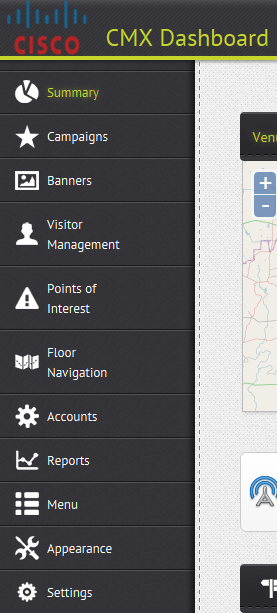 CISCO
CMX Dashboard
Summary
Campaigns
Banners
Visitor
Management
Points of
Interest
Floor
Navigation
Accounts
Reports
Menu
Appearance
Settings
+
-